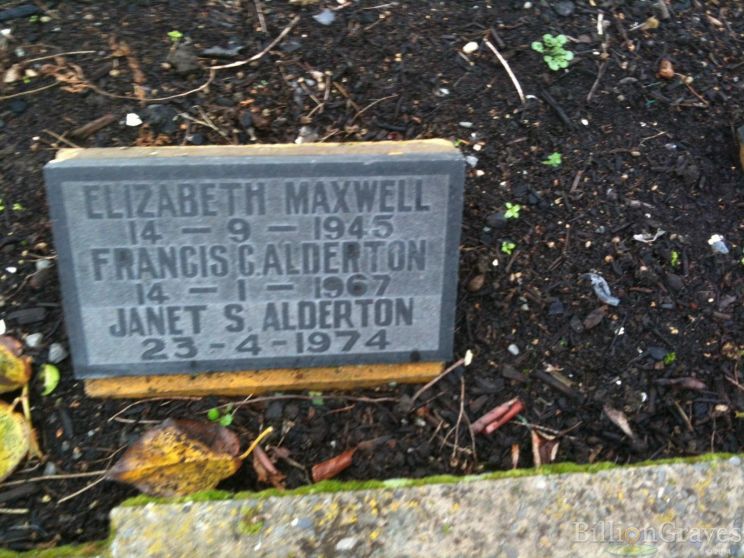 ELIZABETH MAXWELL
14 - 9 - 1945
FRANCIS C. ALDERTON
14 - 1 - 1967
JANET S. ALDERTON
23 - 4 - 1974
BillionGraves